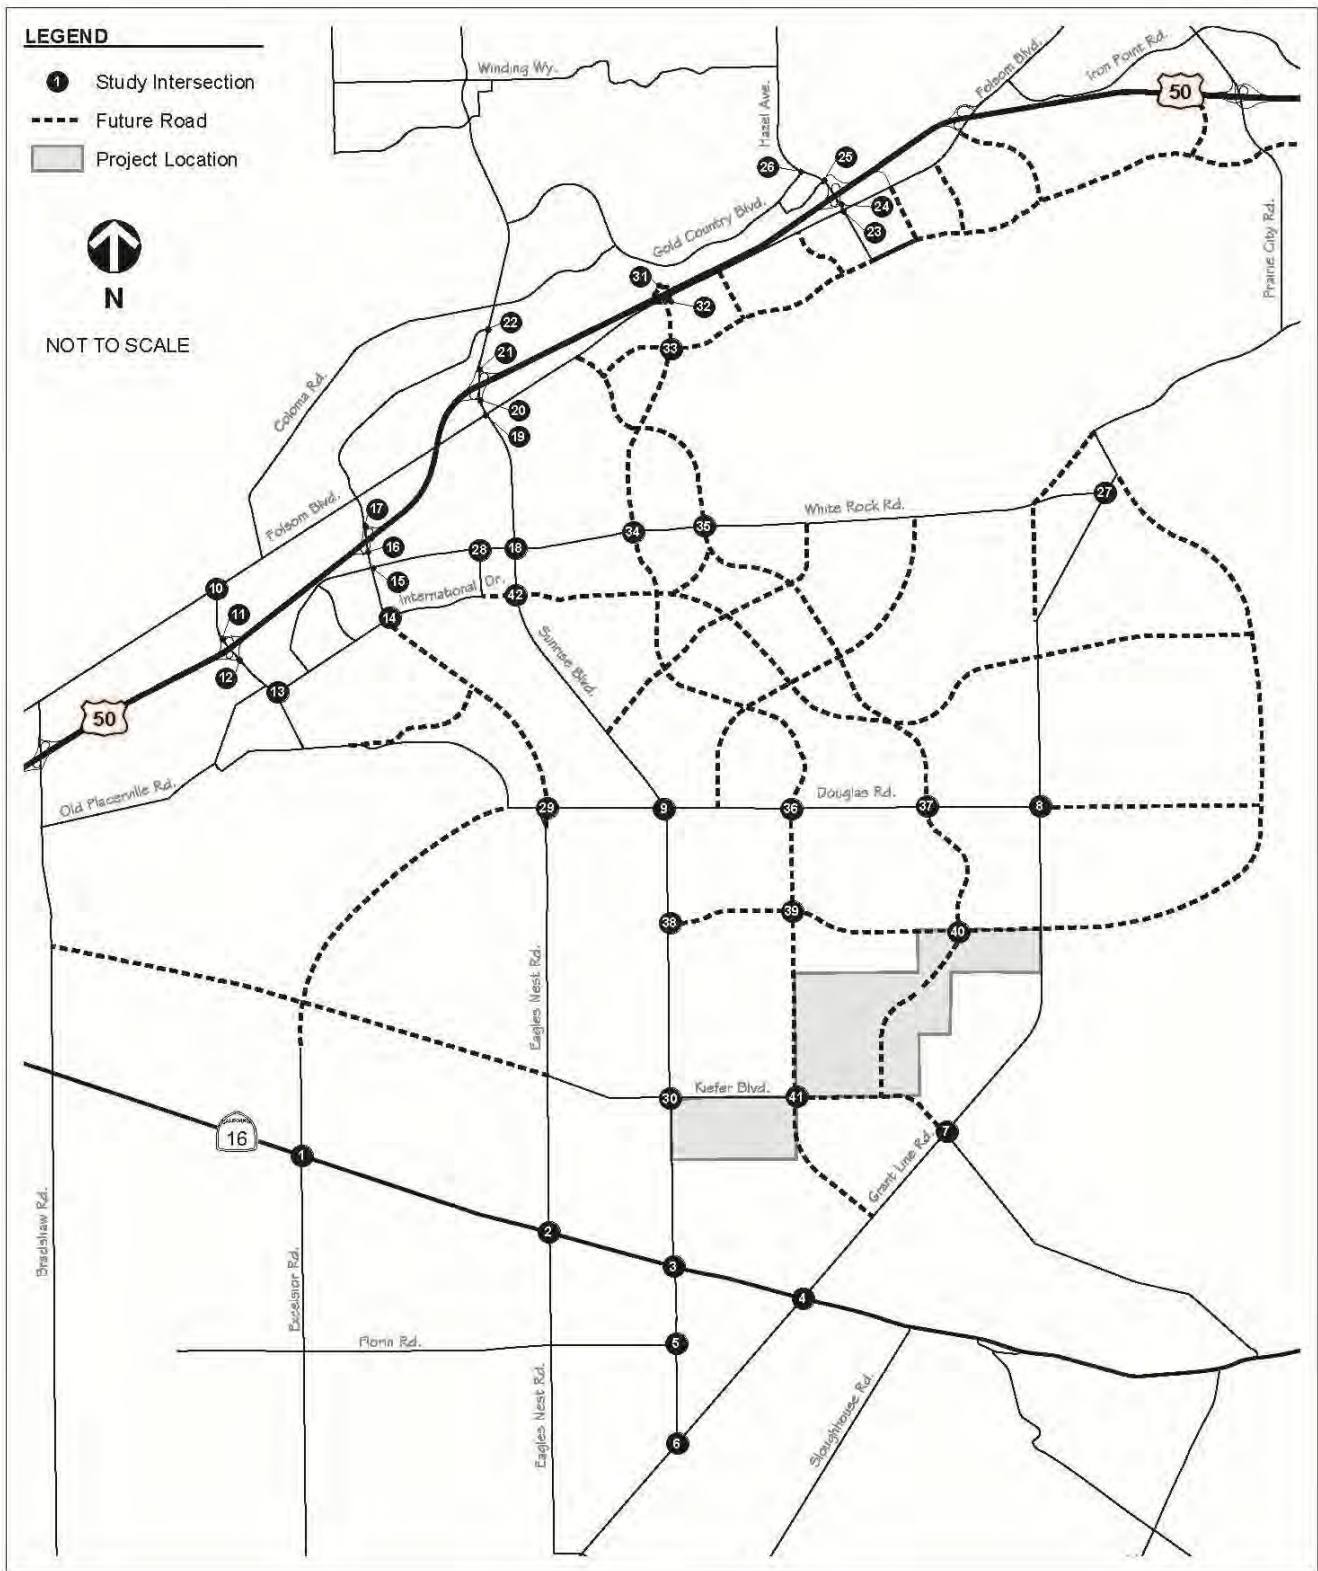 LEGEND
1 Study Intersection
Future Road
Project Location
N
NOT TO SCALE
Winding Wy.
Hazel Ave.
Folsom Blvd.
Iron Point Rd.
50
26
25
24
23
Gold Country Blvd.
Prairie City Rd.
31
32
33
22
21
20
19
Coloma Rd.
Folsom Blvd.
17
16
15
28
18
34
35
White Rock Rd.
27
10
11
12
13
14
International Dr.
42
Sunrise Blvd.
50
Old Placerville Rd.
29
9
36
Douglas Rd.
37
8
38
39
40
Eagles Nest Rd.
30
Kiefer Blvd.
41
7
Grant Line Rd.
CALIFORNIA
16
1
2
3
4
Bradshaw Rd.
Excelsior Rd.
Florin Rd.
5
Eagles Nest Rd.
6
Sloughhouse Rd.